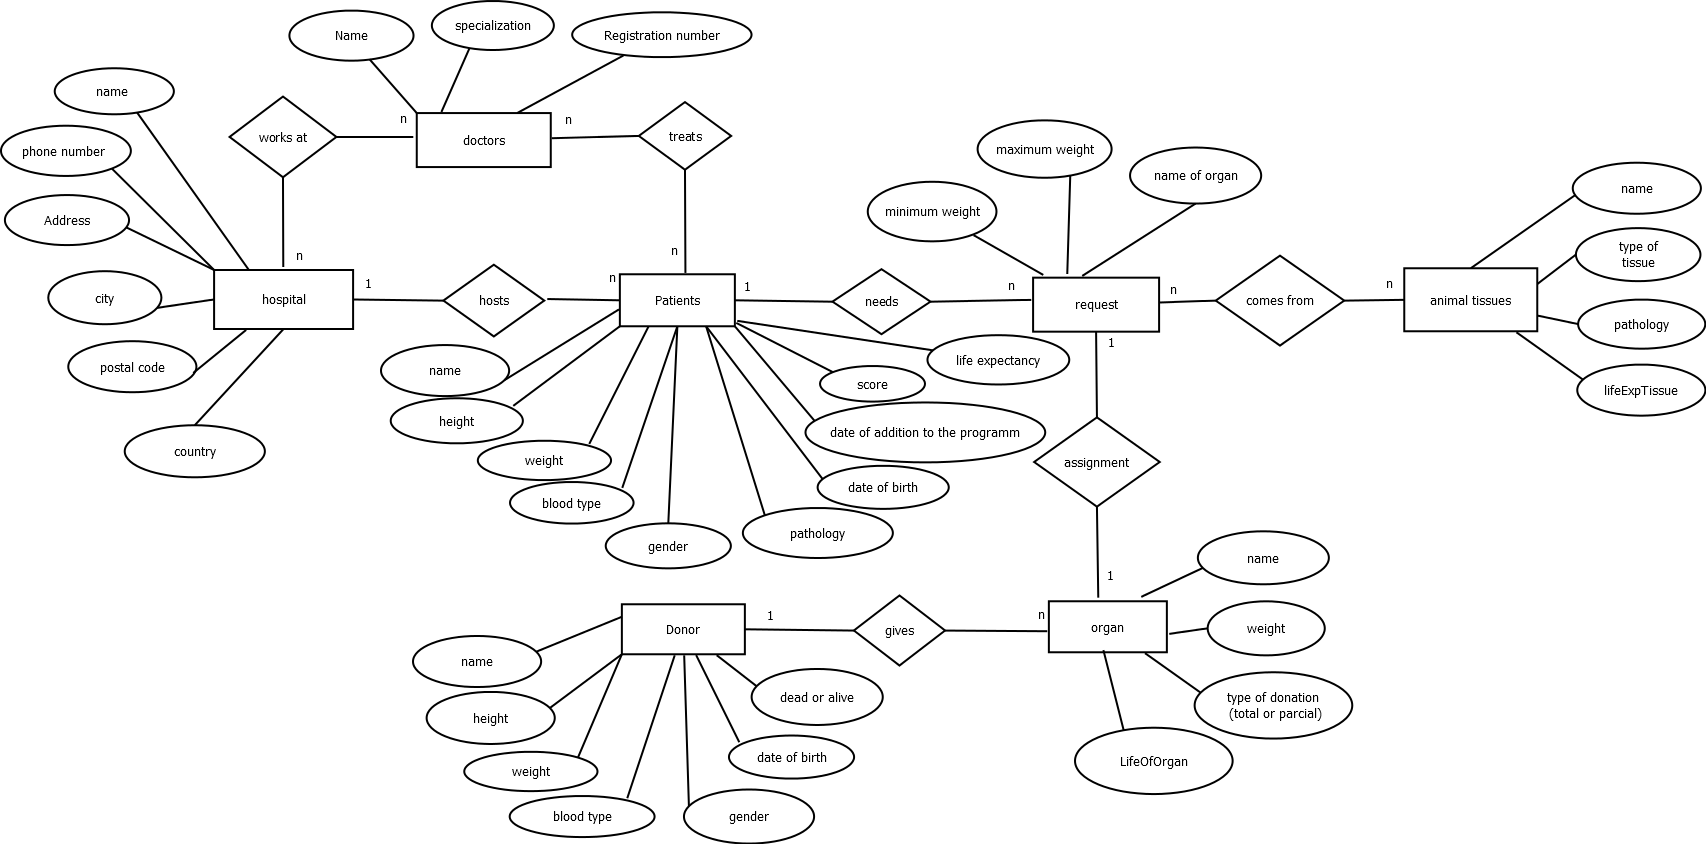 Name
specialization
Registration number
name
works at
n
doctors
n
treats
phone number
maximum weight
name of organ
name
Address
minimum weight
n
n
type of
tissue
city
hospital
1
hosts
n
Patients
1
needs
n
request
n
comes from
n
animal tissues
pathology
1
postal code
name
life expectancy
score
lifeExpTissue
height
date of addition to the programm
country
weight
assignment
blood type
date of birth
gender
pathology
name
1
Donor
1
gives
n
organ
weight
name
height
dead or alive
type of donation
(total or parcial)
weight
date of birth
LifeOfOrgan
blood type
gender